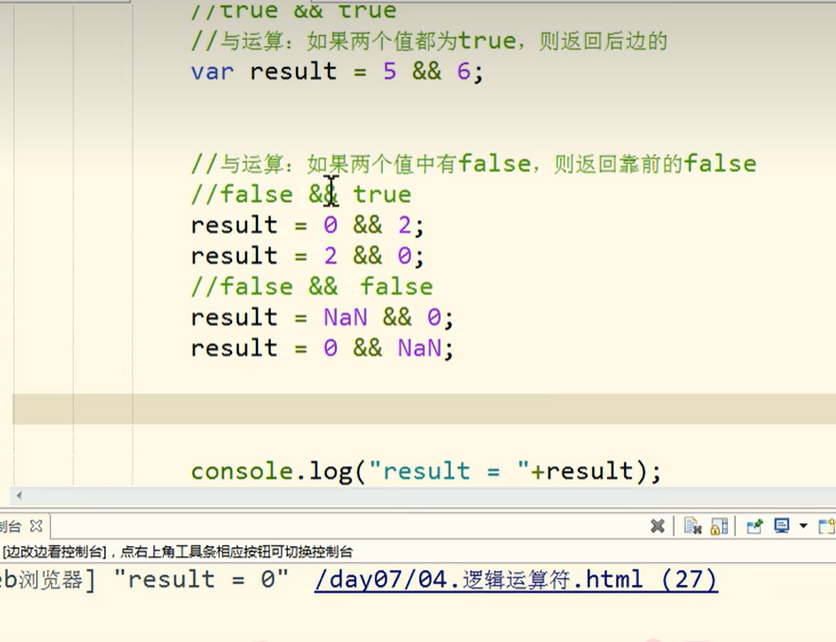 //true && true
//与运算：如果两个值都为true，则返回后边的
var result = 5 && 6;
//与运算：如果两个值中有false，则返回靠前的false
//false && true
result = 0 && 2;
result = 2 && 0;
//false && false
result = NaN && 0;
result = 0 && NaN;
console.log("result = "+result);
制台
[边改边看控制台]，点右上角工具条相应按钮可切换控制台
eb浏览器] "result = 0" /day07/04.逻辑运算符.html (27)